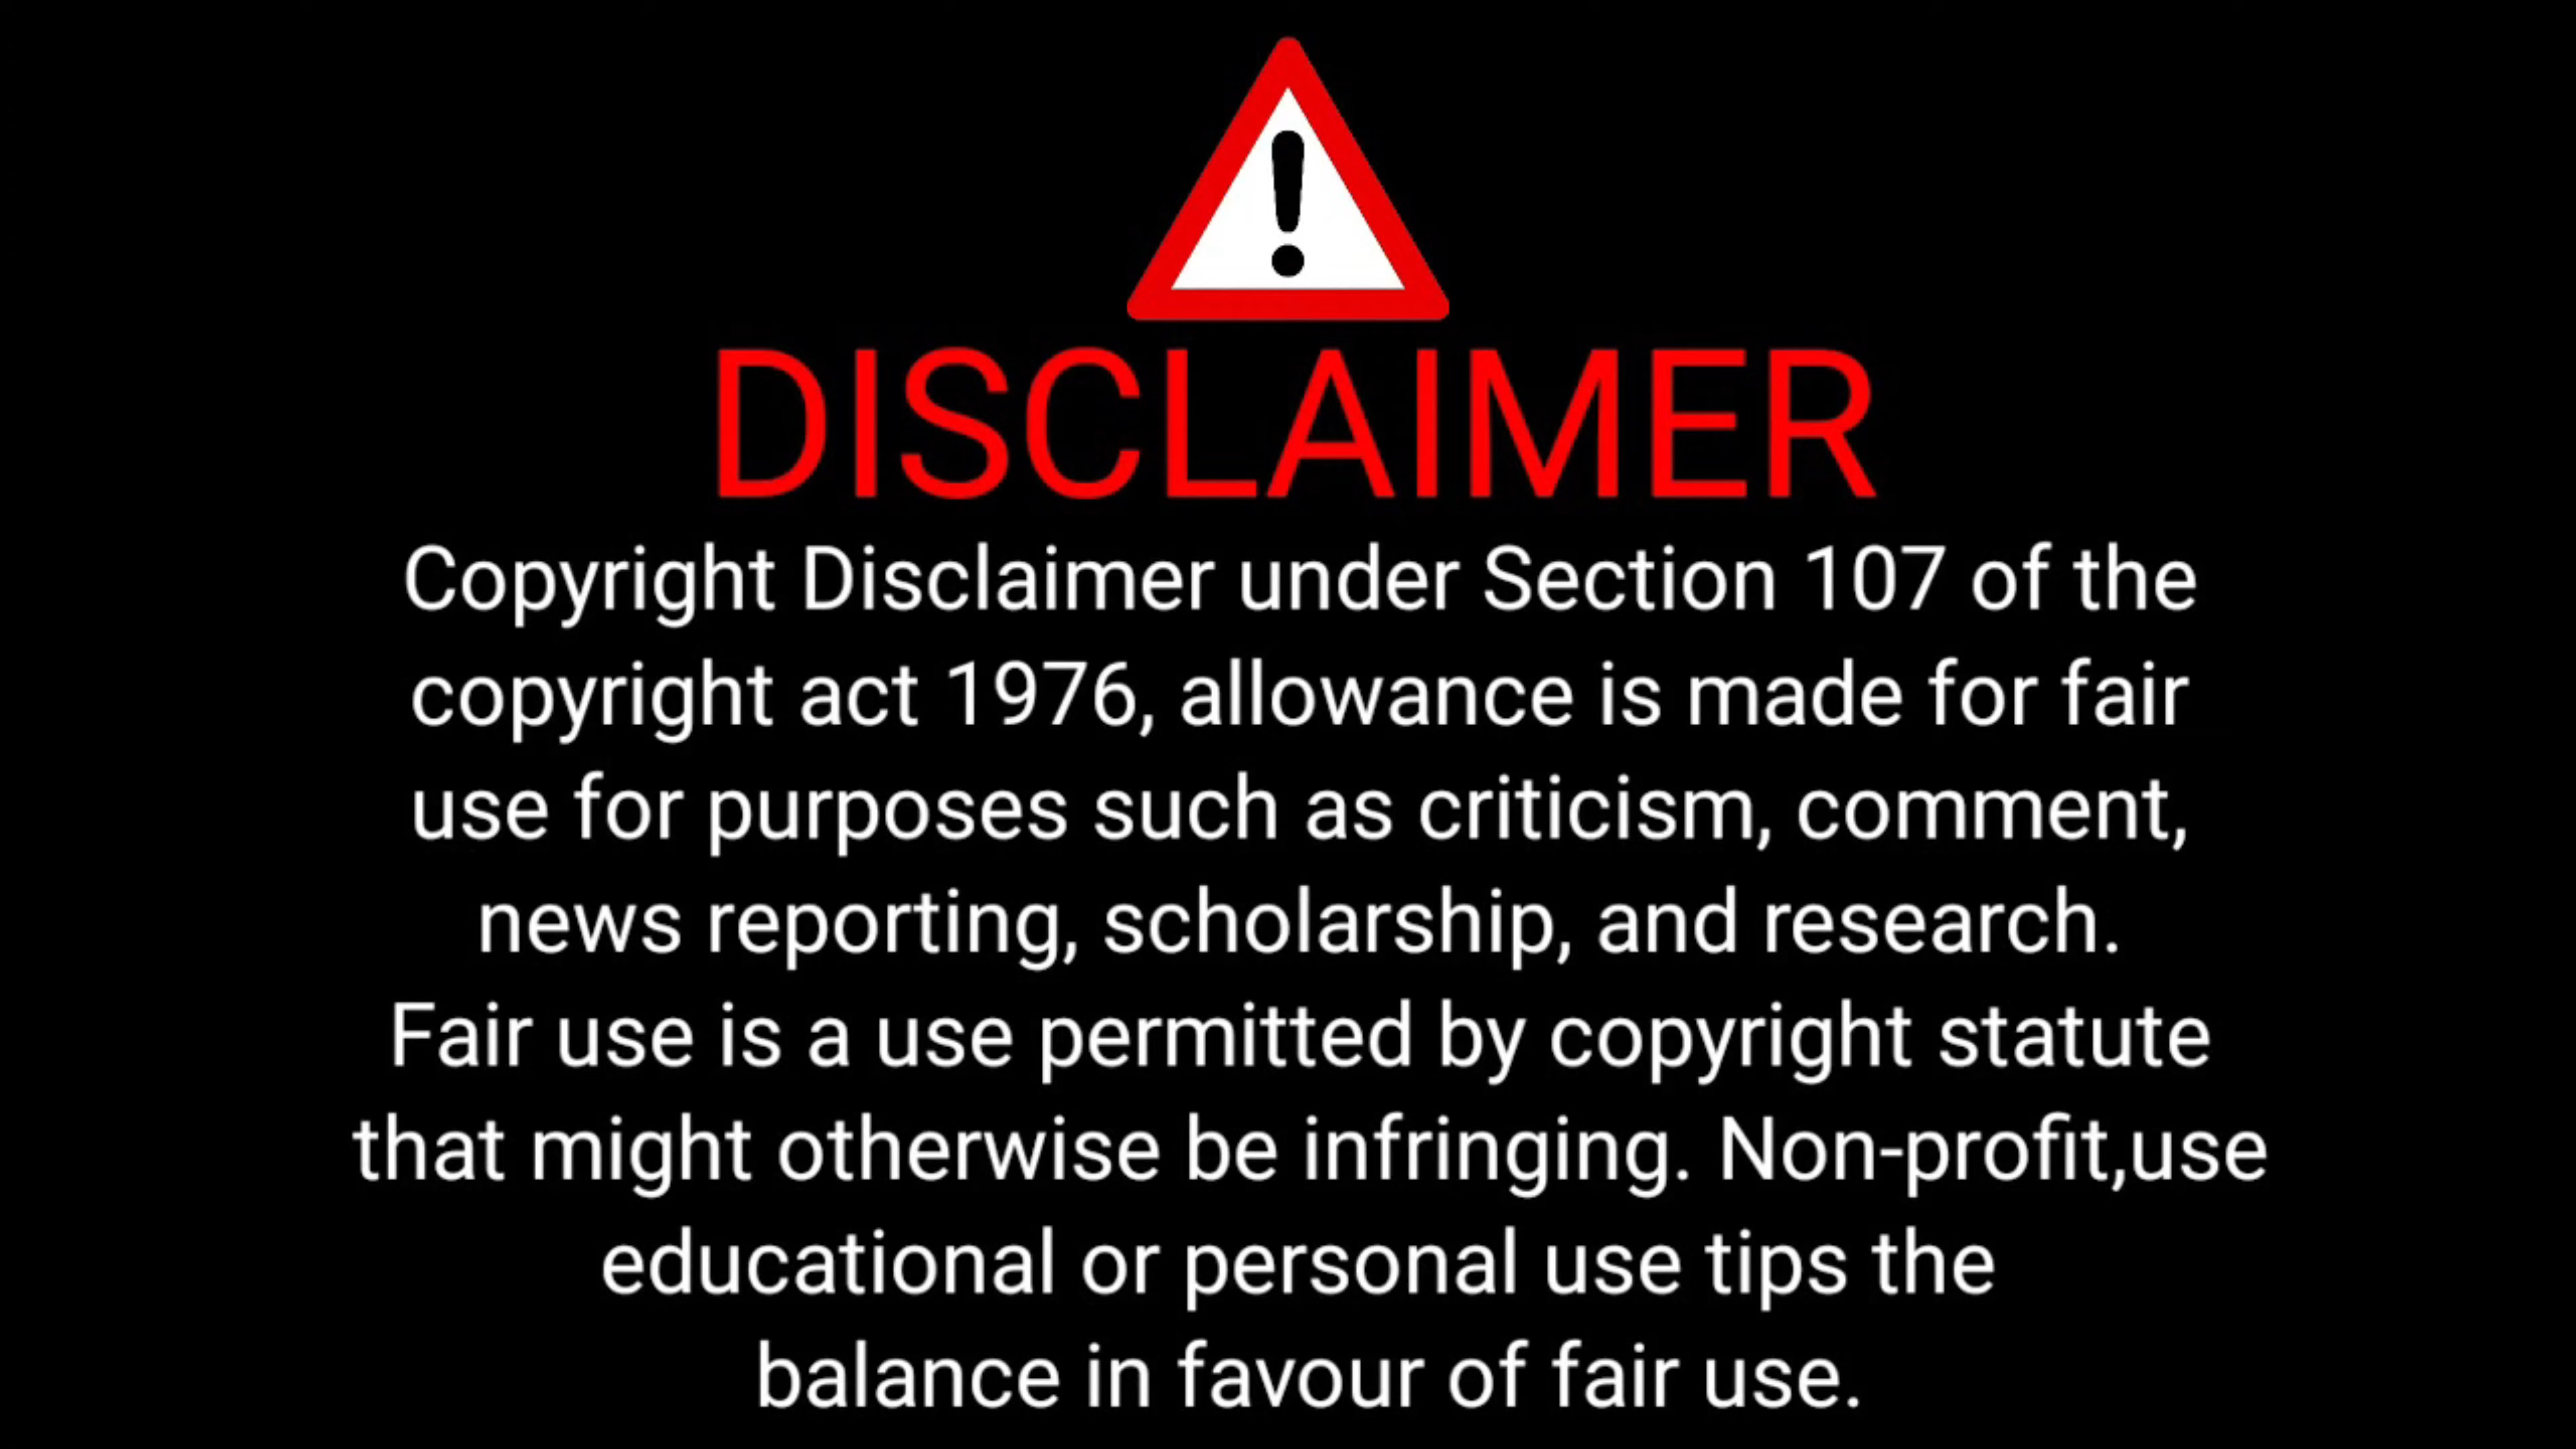 DISCLAIMER
Copyright Disclaimer under Section 107 of the
copyright act 1976, allowance is made for fair
use for purposes such as criticism, comment,
news reporting, scholarship, and research.
Fair use is a use permitted by copyright statute
that might otherwise be infringing. Non-profit,use
educational or personal use tips the
balance in favour of fair use.